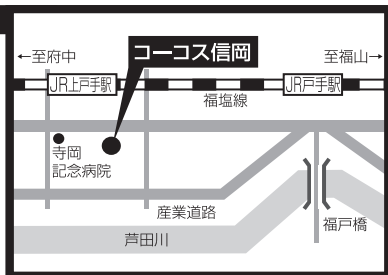 コーコス信岡
←至府中
至福山→
JR上戸手駅
JR戸手駅
福塩線
寺岡
記念病院
産業道路
福戸橋
芦田川